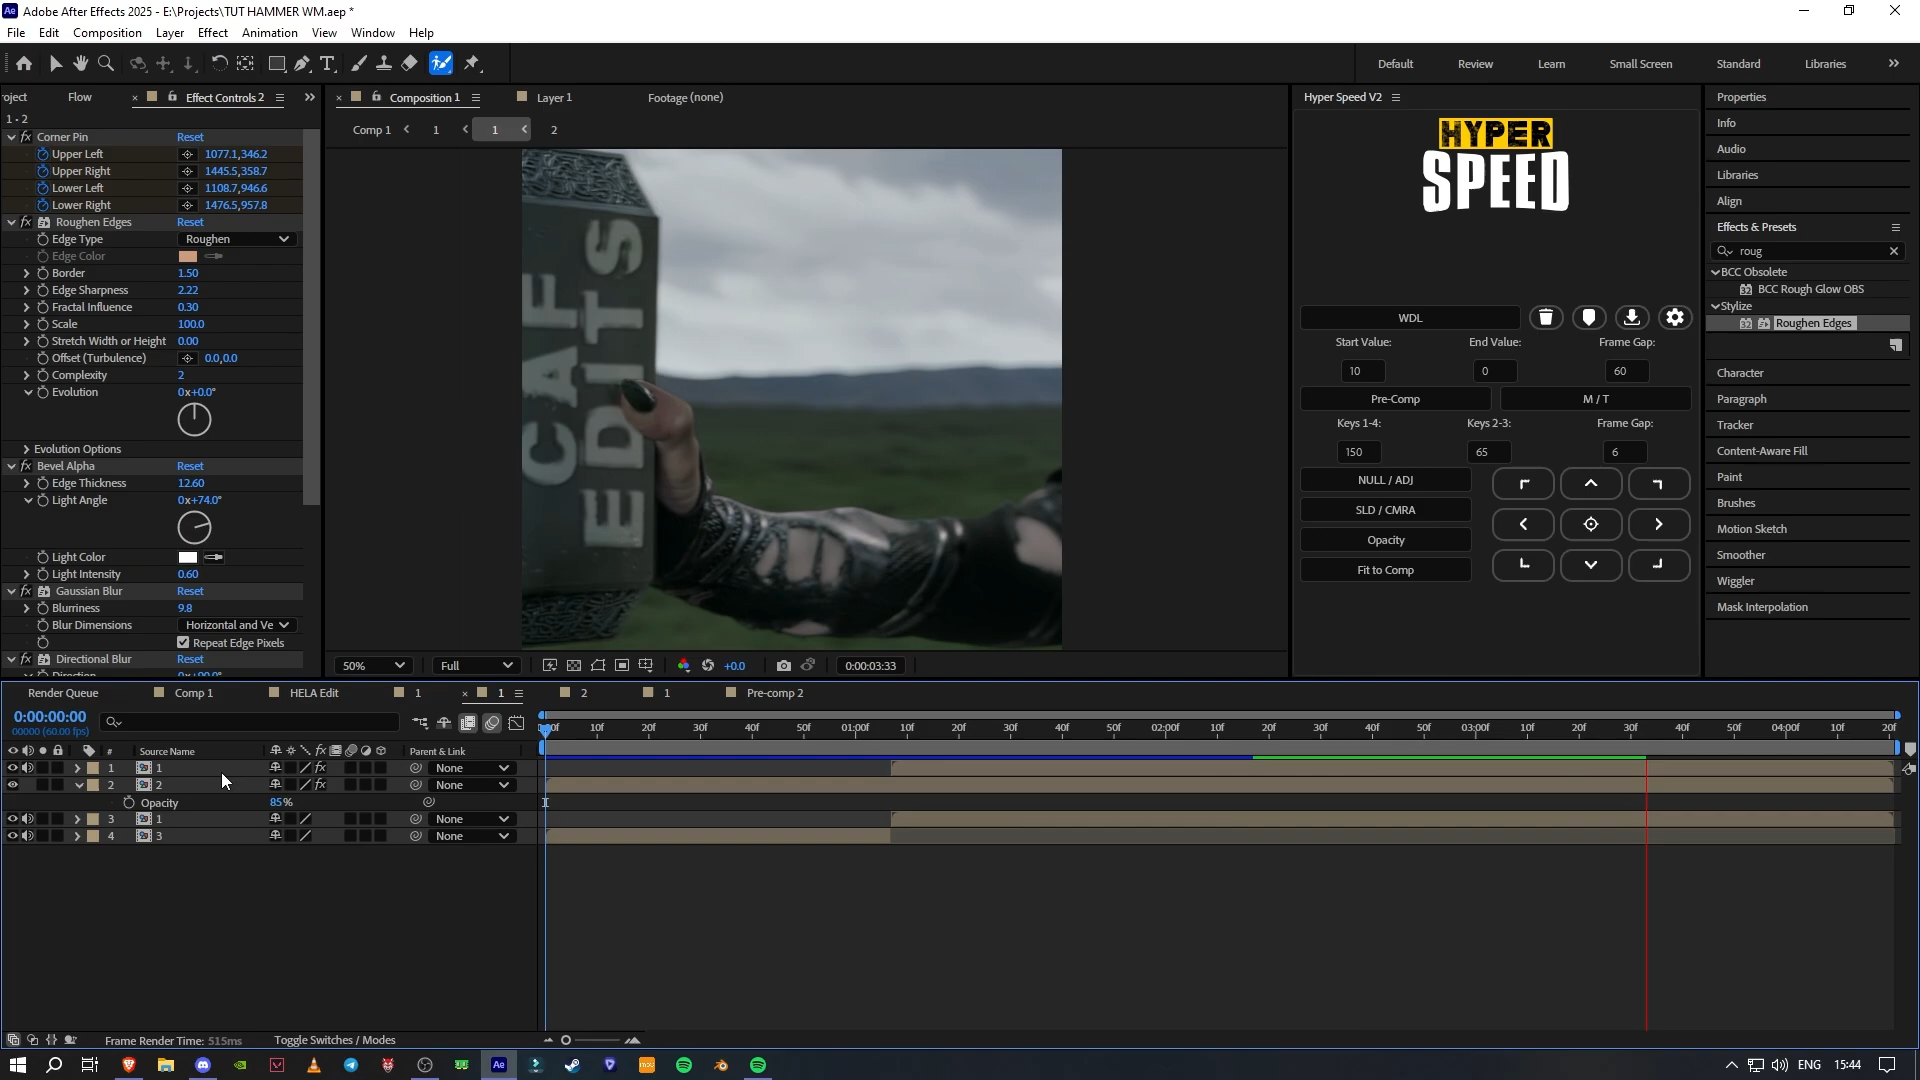 Adobe After Effects 2025 - E:\Projects\TUT HAMMER WM.aep *
File Edit Composition Layer Effect Animation View Window Help
Default Review Learn Small Screen Standard Libraries
oject Flow Effect Controls 2
1 • 2
Corner Pin Reset
Upper Left 1077.1,346.2
Upper Right 1445.5,358.7
Lower Left 1108.7,946.6
Lower Right 1476.5,957.8
Roughen Edges Reset
Edge Type Roughen
Edge Color
Border 1.50
Edge Sharpness 2.22
Fractal Influence 0.30
Scale 100.0
Stretch Width or Height 0.00
Offset (Turbulence) 0.0,0.0
Complexity 2
Evolution 0x+0.0°
Evolution Options
Bevel Alpha Reset
Edge Thickness 12.60
Light Angle 0x+74.0°
Light Color
Light Intensity 0.60
Gaussian Blur Reset
Blurriness 9.8
Blur Dimensions Horizontal and Ve
Repeat Edge Pixels
Directional Blur Reset
Composition 1 Layer 1 Footage (none)
Comp 1 1 1 2
CAF
EDITS
50% Full +0.0 0:00:03:33
Hyper Speed V2
HYPER
SPEED
WDL
Start Value: End Value: Frame Gap:
10 0 60
Pre-Comp M / T
Keys 1-4: Keys 2-3: Frame Gap:
150 65 6
NULL / ADJ
SLD / CMRA
Opacity
Fit to Comp
Properties
Info
Audio
Libraries
Align
Effects & Presets
roug
BCC Obsolete
32 BCC Rough Glow OBS
Stylize
32 Roughen Edges
Character
Paragraph
Tracker
Content-Aware Fill
Paint
Brushes
Motion Sketch
Smoother
Wiggler
Mask Interpolation
Render Queue Comp 1 HELA Edit 1 1 2 1 Pre-comp 2
0:00:00:00
00000 (60.00 fps)
:00f 10f 20f 30f 40f 50f 01:00f 10f 20f 30f 40f 50f 02:00f 10f 20f 30f 40f 50f 03:00f 10f 20f 30f 40f 50f 04:00f 10f 20f
# Source Name fx Parent & Link
1 1 fx None
2 2 fx None
Opacity 85%
3 1 None
4 3 None
Frame Render Time: 515ms Toggle Switches / Modes
Ae ENG 15:44